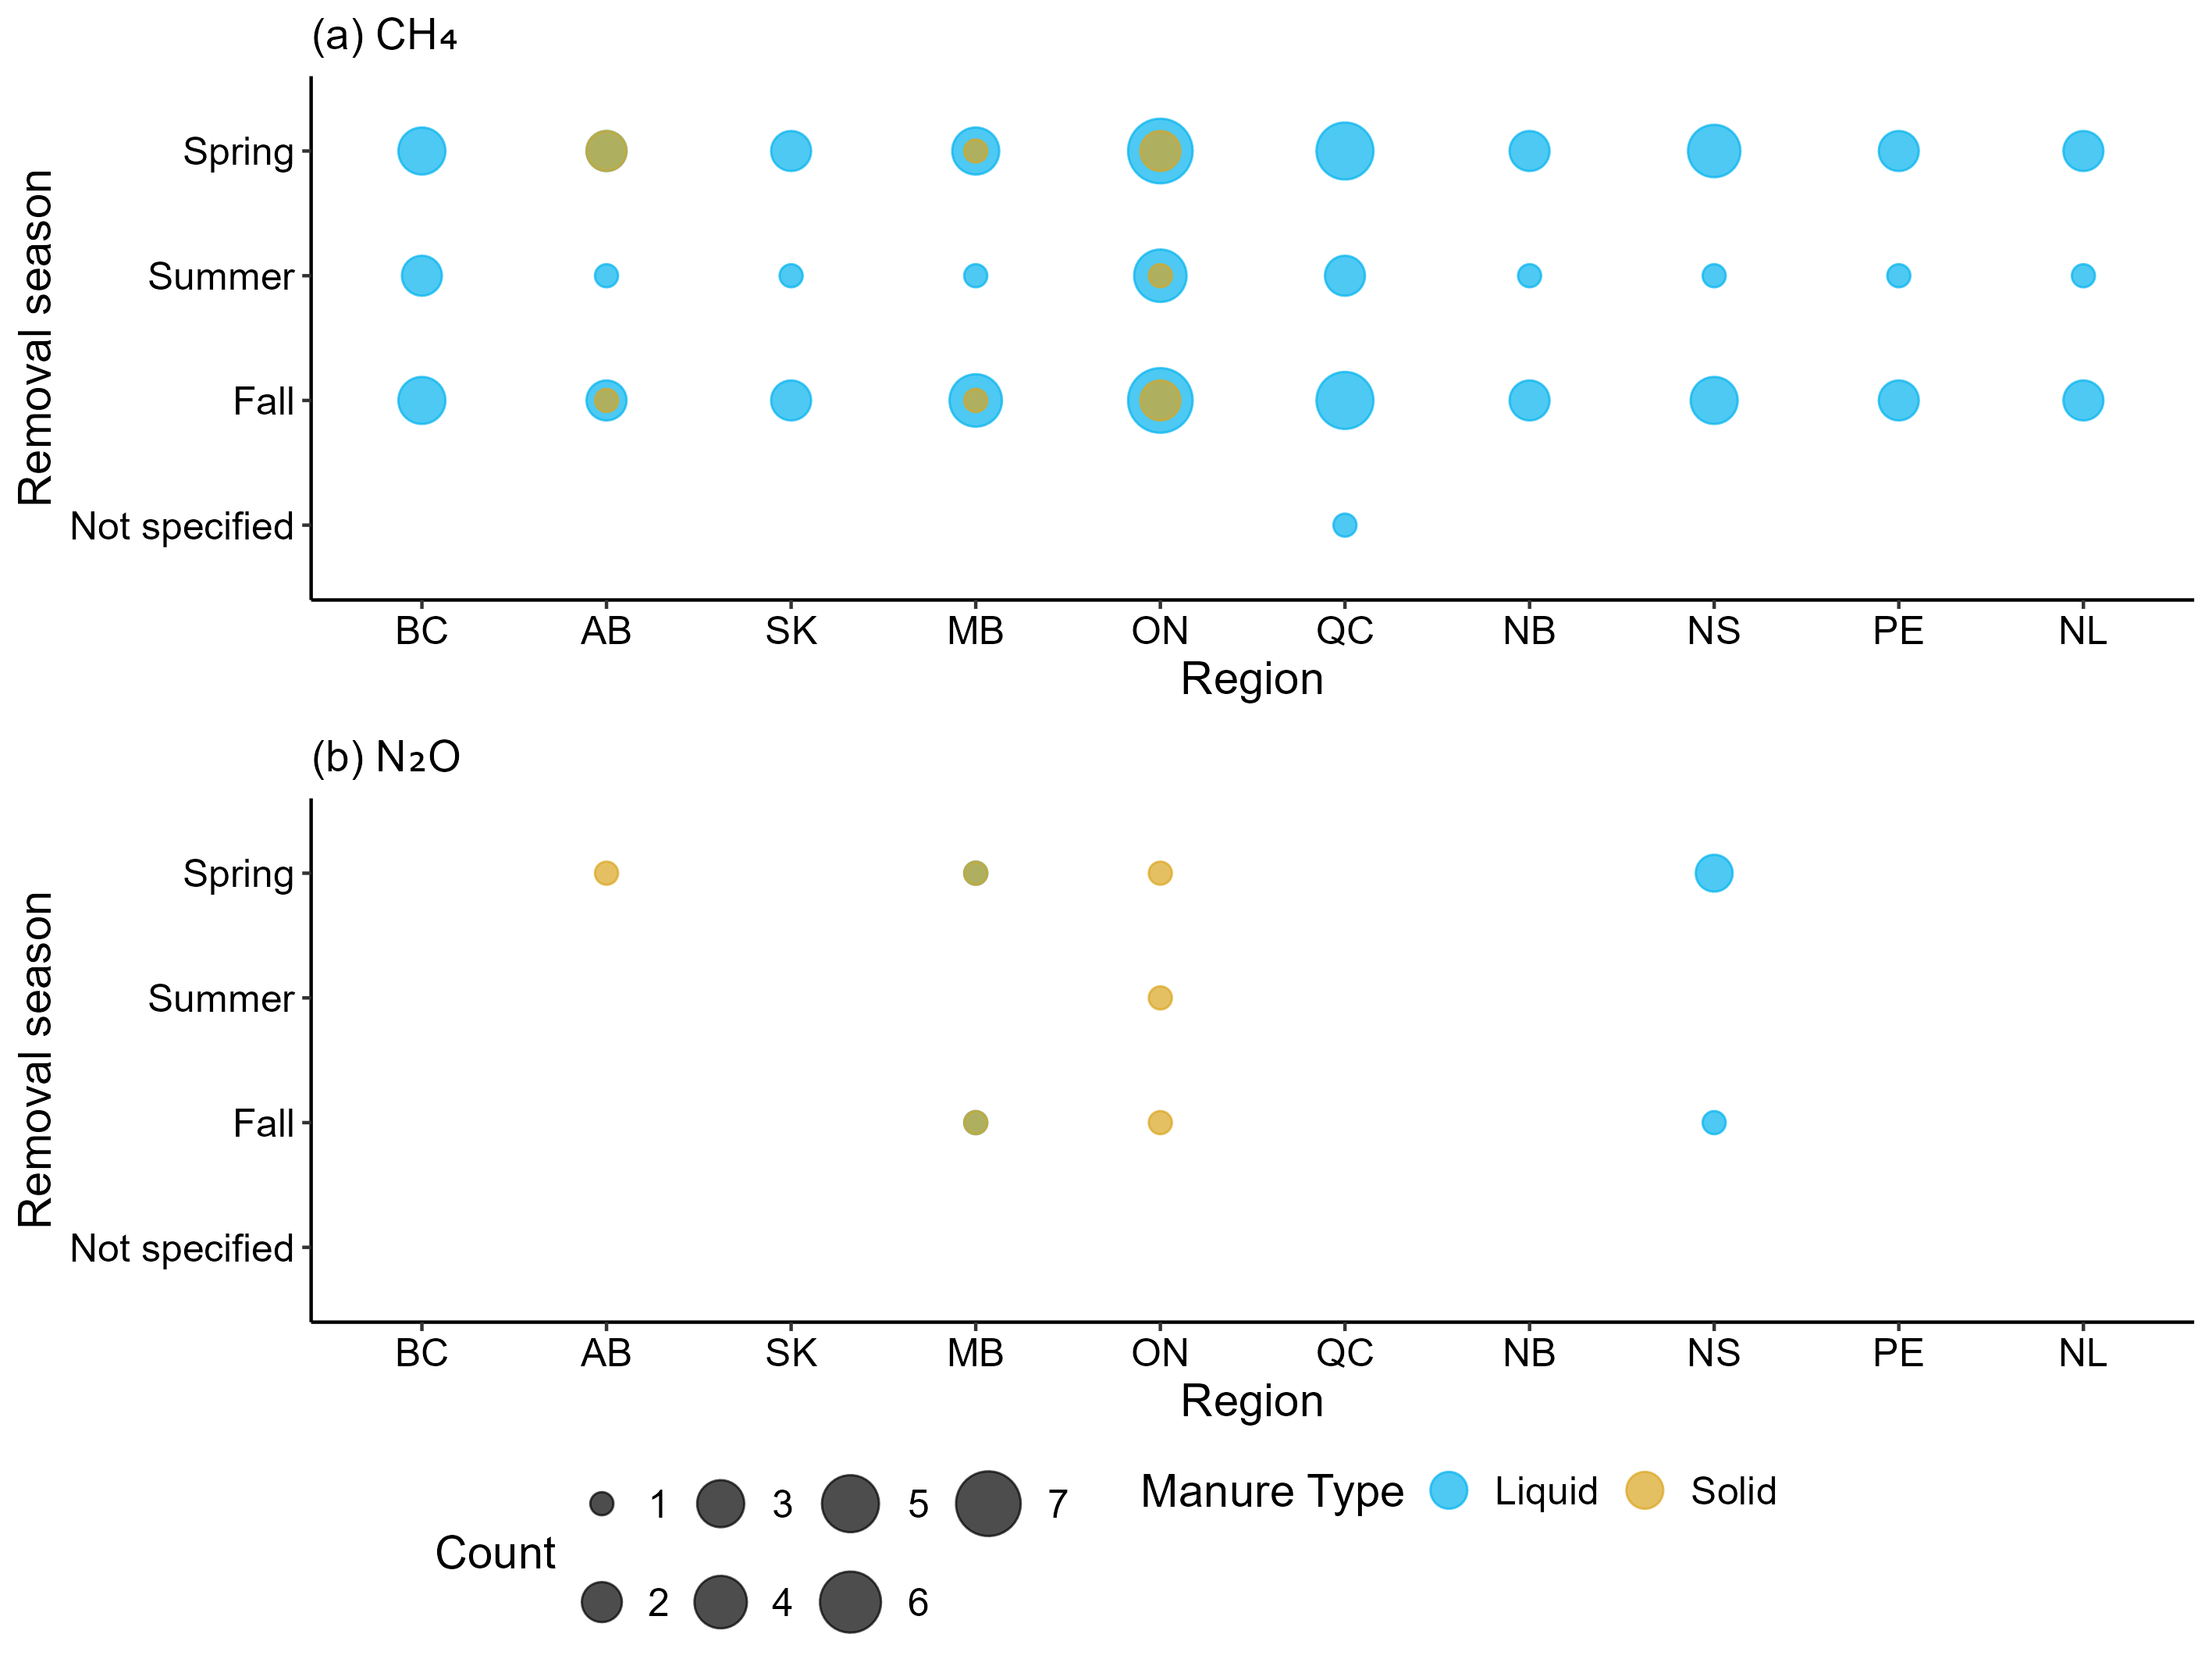 (a) CH₄
Removal season
Spring
Summer
Fall
Not specified
BC AB SK MB ON QC NB NS PE NL
Region
(b) N₂O
Removal season
Spring
Summer
Fall
Not specified
BC AB SK MB ON QC NB NS PE NL
Region
Count
1 3 5 7
2 4 6
Manure Type Liquid Solid